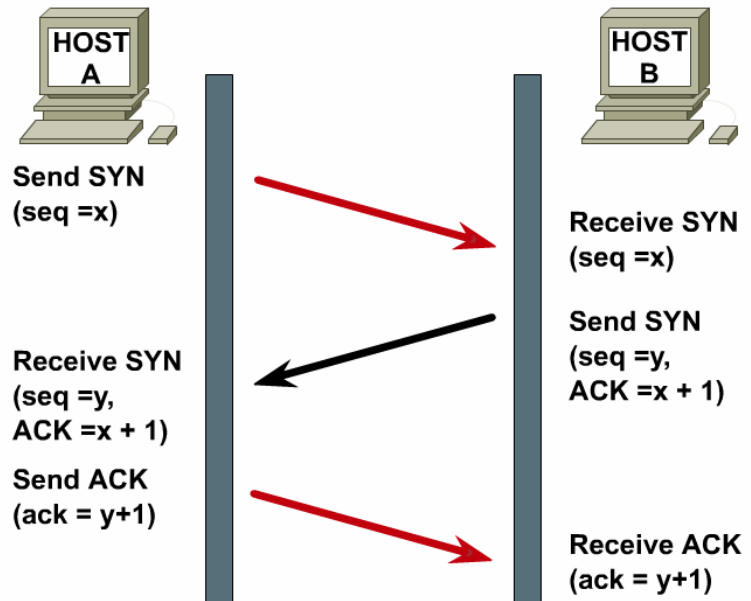 HOST
A
HOST
B
Send SYN
(seq =x)
Receive SYN
(seq =x)
Send SYN
(seq =y,
ACK =x + 1)
Receive SYN
(seq =y,
ACK =x + 1)
Send ACK
(ack = y+1)
Receive ACK
(ack = y+1)